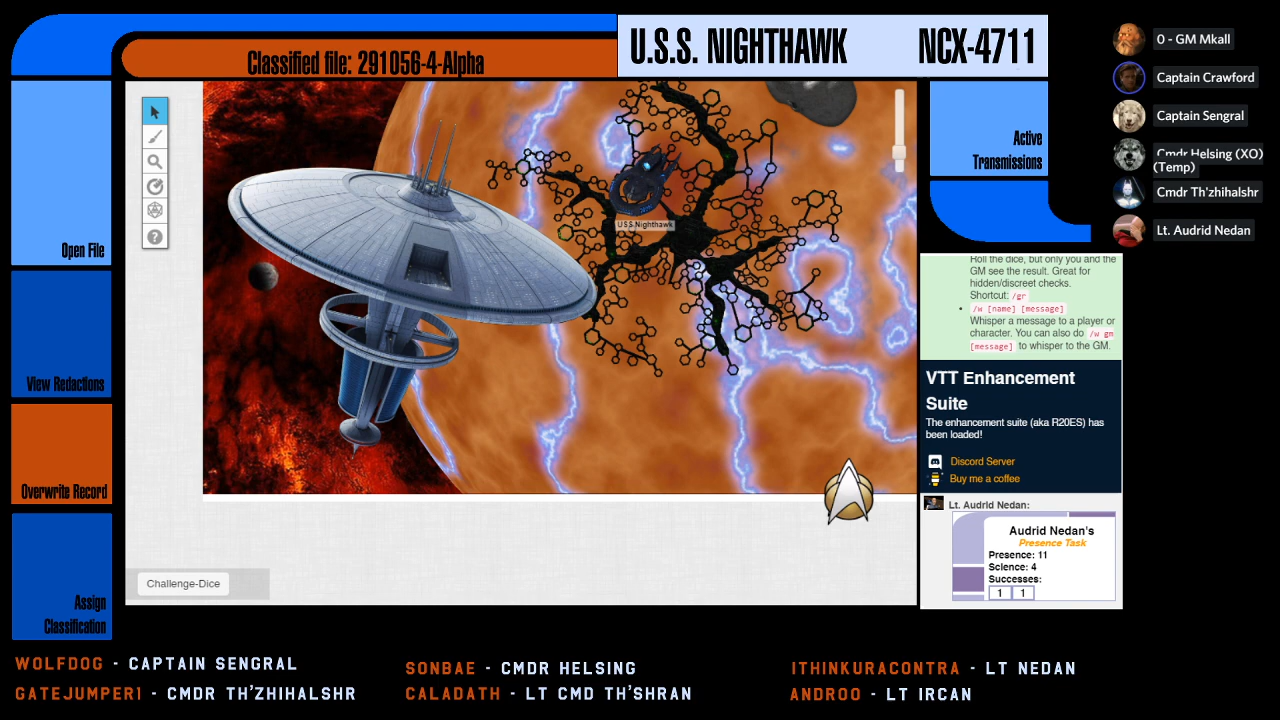 U.S.S. NIGHTHAWK NCX-4711
Classified file: 291056-4-Alpha
Open File
View Redactions
Overwrite Record
Assign
Classification
?
USS Nighthawk
Challenge-Dice
Active
Transmissions
0 - GM Mkall
Captain Crawford
Captain Sengral
Cmdr Helsing (XO)
(Temp)
Cmdr Th'zhihalshr
Lt. Audrid Nedan
Roll the dice, but only you and the
GM see the result. Great for
hidden/discreet checks.
Shortcut: /gr
• /w [name] [message]
Whisper a message to a player or
character. You can also do /w gm
[message] to whisper to the GM.
VTT Enhancement
Suite
The enhancement suite (aka R20ES) has
been loaded!
Discord Server
Buy me a coffee
Lt. Audrid Nedan:
Audrid Nedan's
Presence Task
Presence: 11
Science: 4
Successes:
1 1
WOLFDOG - CAPTAIN SENGRAL
SONBAE - CMDR HELSING
ITHINKURACONTRA - LT NEDAN
GATEJUMPER1 - CMDR TH'ZHIHALSHR
CALADATH - LT CMD TH'SHRAN
ANDROO - LT IRCAN